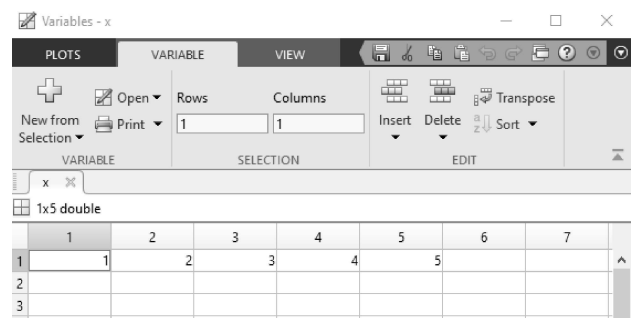 Variables - x
PLOTS VARIABLE VIEW
New from Selection Open Print Rows Columns 1 1 Insert Delete Transpose Sort
VARIABLE SELECTION EDIT
x
1x5 double
1 2 3 4 5 6 7
1 1 2 3 4 5
2
3